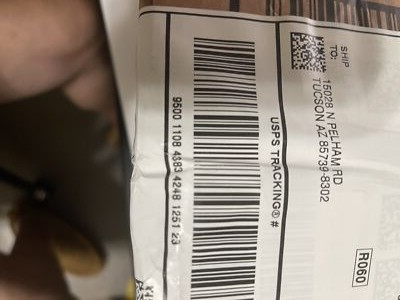 SHIP
TO:
15028 N PELHAM RD
TUCSON AZ 85739-8302
R060
USPS TRACKING® #
9500 1108 4383 4248 1251 23